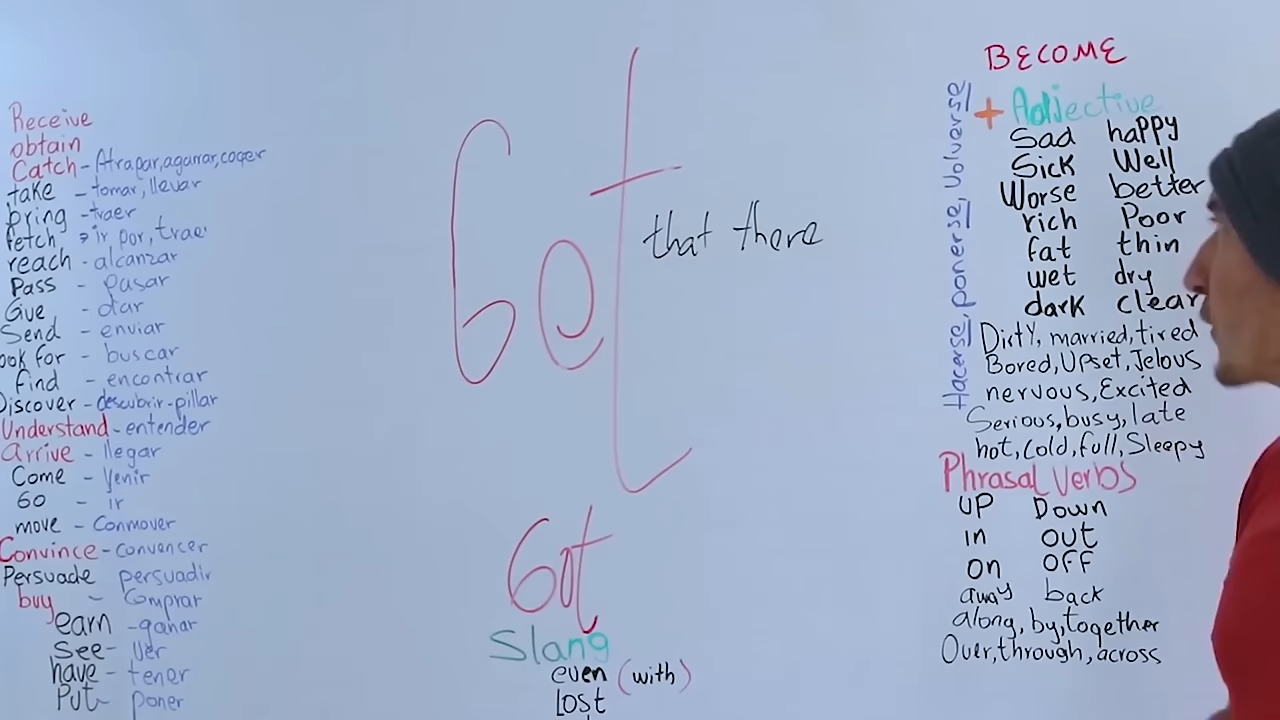 Receive
obtain
Catch - Atrapar, agarrar, coger
take - tomar, llevar
bring - traer
fetch - ir, por, trae
reach - alcanzar
Pass - pasar
Give - dar
Send - enviar
ook for - buscar
find - encontrar
Discover - descubrir - pillar
Understand - entender
arrive - llegar
Come - venir
Go - ir
move - Conmover
Convince - convencer
Persuade persuadir
buy - Comprar
earn - ganar
See - Ver
have - tener
Put - poner
Get
that there
Got
Slang
even (with)
Lost
BECOME
+ Adjective
Hacerse, ponerse, Volverse
Sad happy
Sick Well
Worse better
rich Poor
fat thin
wet dry
dark clear
Dirty, married, tired
Bored, Upset, Jelous
nervous, Excited
Serious, busy, late
hot, Cold, full, Sleepy
Phrasal Verbs
UP Down
in out
on OFF
away back
along, by, together
Over, through, across